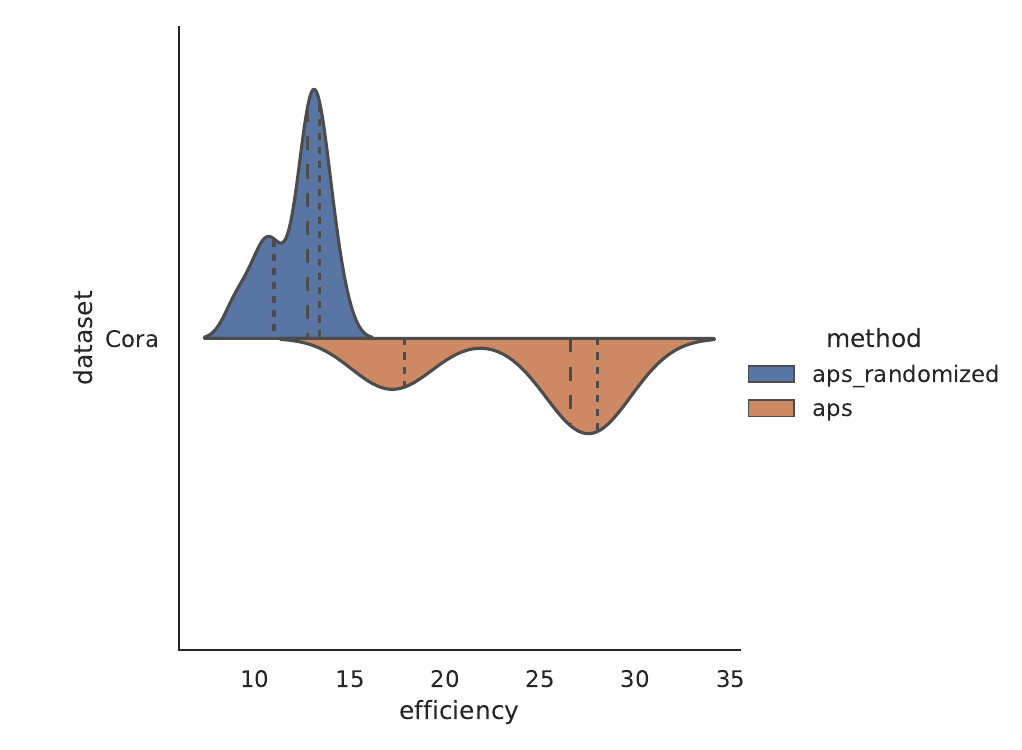 dataset
Cora
method
aps_randomized
aps
10 15 20 25 30 35
efficiency